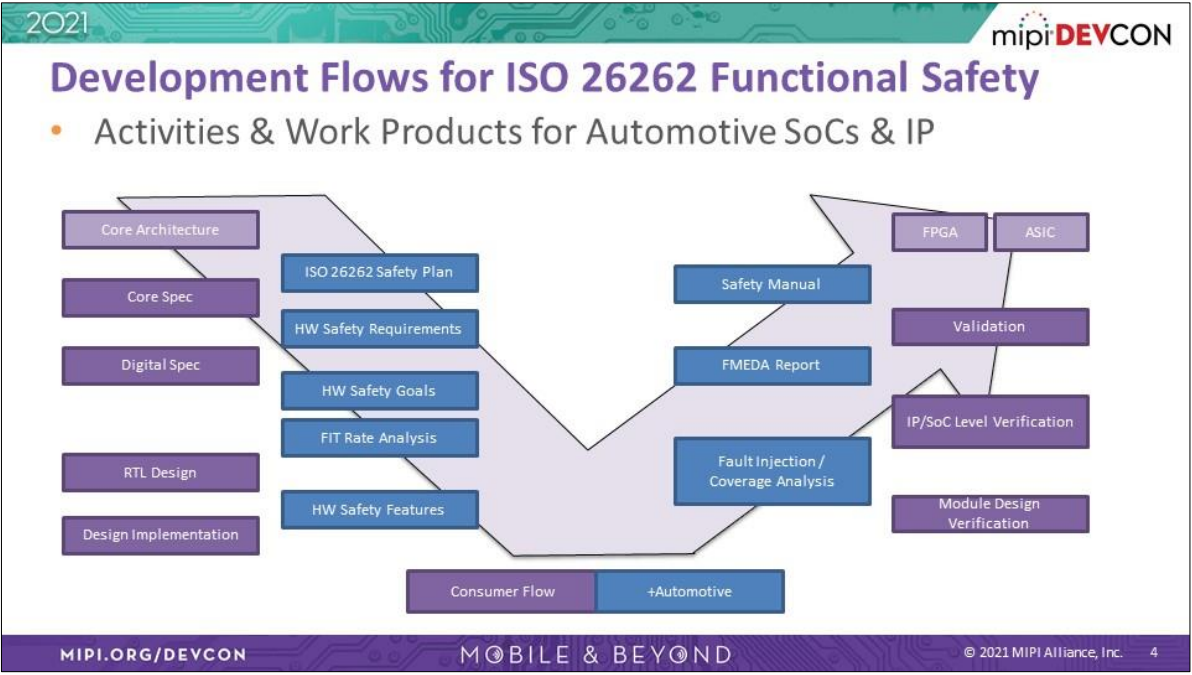 2021
mipi DEVCON
Development Flows for ISO 26262 Functional Safety
• Activities & Work Products for Automotive SoCs & IP
Core Architecture
Core Spec
Digital Spec
RTL Design
Design Implementation
ISO 26262 Safety Plan
HW Safety Requirements
HW Safety Goals
FIT Rate Analysis
HW Safety Features
Safety Manual
FMEDA Report
Fault Injection /
Coverage Analysis
FPGA
ASIC
Validation
IP/SoC Level Verification
Module Design
Verification
Consumer Flow
+Automotive
MIPI.ORG/DEVCON
MOBILE & BEYOND
© 2021 MIPI Alliance, Inc. 4